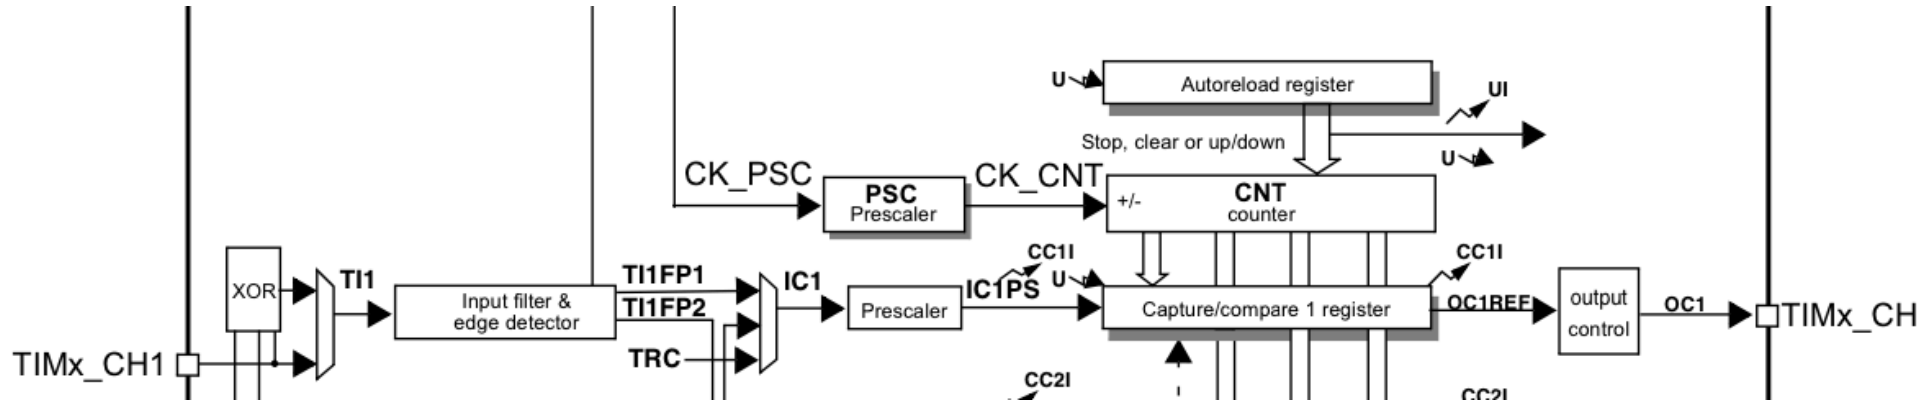 U
Autoreload register
UI
Stop, clear or up/down
U
CK_PSC
PSC
Prescaler
CK_CNT
+/-
CNT
counter
XOR
TI1
Input filter &
edge detector
TI1FP1
TI1FP2
TRC
IC1
Prescaler
IC1PS
CC1I
U
Capture/compare 1 register
CC1I
OC1REF
output
control
OC1
TIMx_CH
TIMx_CH1
CC2I
CC2I